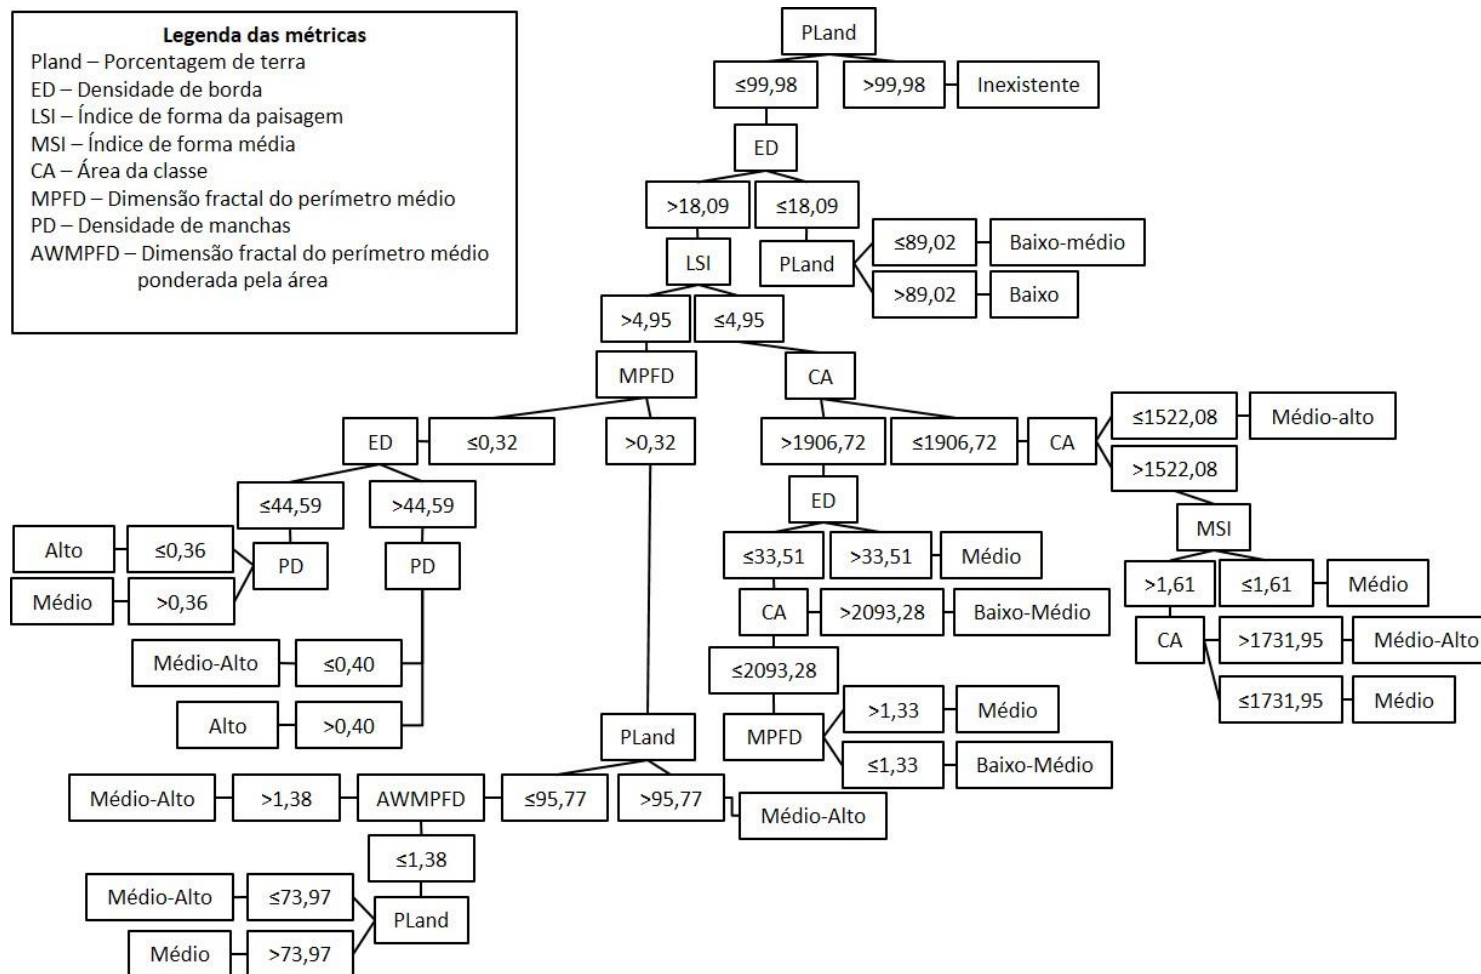 Legenda das métricas
Pland – Porcentagem de terra
ED – Densidade de borda
LSI – Índice de forma da paisagem
MSI – Índice de forma média
CA – Área da classe
MPFD – Dimensão fractal do perímetro médio
PD – Densidade de manchas
AWMPFD – Dimensão fractal do perímetro médio
ponderada pela área
PLand
≤99,98
>99,98
Inexistente
ED
>18,09
≤18,09
LSI
PLand
≤89,02
Baixo-médio
>89,02
Baixo
>4,95
≤4,95
MPFD
CA
ED
≤0,32
>0,32
>1906,72
≤1906,72
CA
≤1522,08
Médio-alto
>1522,08
≤44,59
>44,59
ED
MSI
Alto
≤0,36
PD
PD
Médio
>0,36
≤33,51
>33,51
Médio
>1,61
≤1,61
Médio
CA
>2093,28
Baixo-Médio
CA
>1731,95
Médio-Alto
≤1731,95
Médio
Médio-Alto
≤0,40
≤2093,28
Alto
>0,40
PLand
MPFD
>1,33
Médio
≤1,33
Baixo-Médio
Médio-Alto
>1,38
AWMPFD
≤95,77
>95,77
Médio-Alto
≤1,38
Médio-Alto
≤73,97
PLand
Médio
>73,97